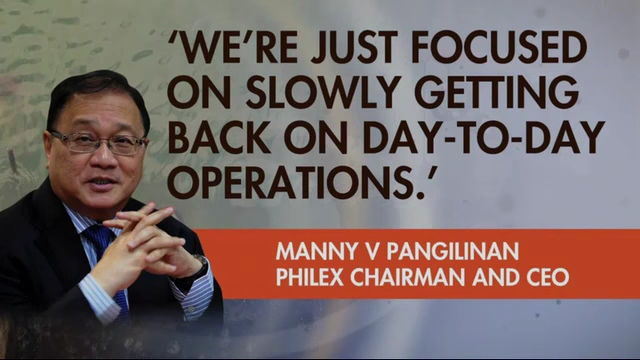 ‘WE’RE JUST FOCUSED
ON SLOWLY GETTING
BACK ON DAY-TO-DAY
OPERATIONS.’
MANNY V PANGILINAN
PHILEX CHAIRMAN AND CEO